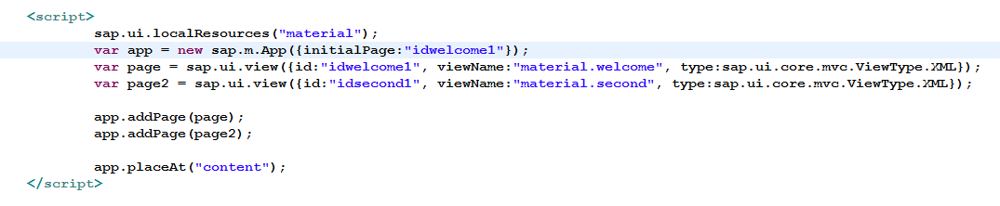 <script>
sap.ui.localResources("material");
var app = new sap.m.App({initialPage:"idwelcome1"});
var page = sap.ui.view({id:"idwelcome1", viewName:"material.welcome", type:sap.ui.core.mvc.ViewType.XML});
var page2 = sap.ui.view({id:"idsecond1", viewName:"material.second", type:sap.ui.core.mvc.ViewType.XML});
app.addPage(page);
app.addPage(page2);
app.placeAt("content");
</script>